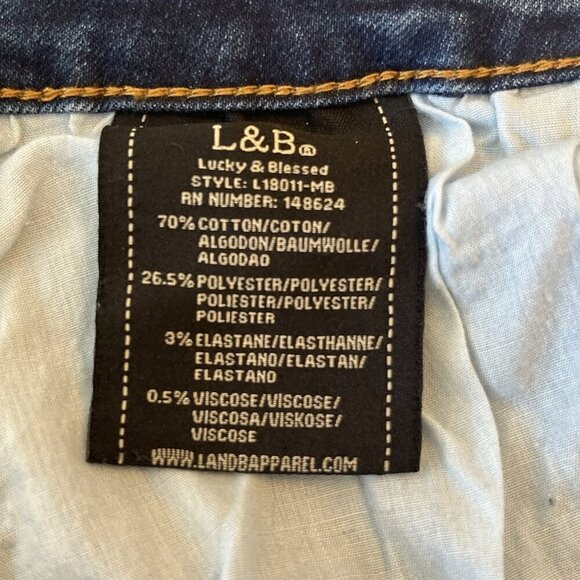 L&B®
Lucky & Blessed
STYLE: L18011-MB
RN NUMBER: 148624
70% COTTON/COTON/
ALGODON/BAUMWOLLE/
ALGODAO
26.5% POLYESTER/POLYESTER/
POLIESTER/POLYESTER/
POLIESTER
3% ELASTANE/ELASTHANNE/
ELASTANO/ELASTAN/
ELASTANO
0.5% VISCOSE/VISCOSE/
VISCOSA/VISKOSE/
VISCOSE
WWW.LANDBAPPAREL.COM